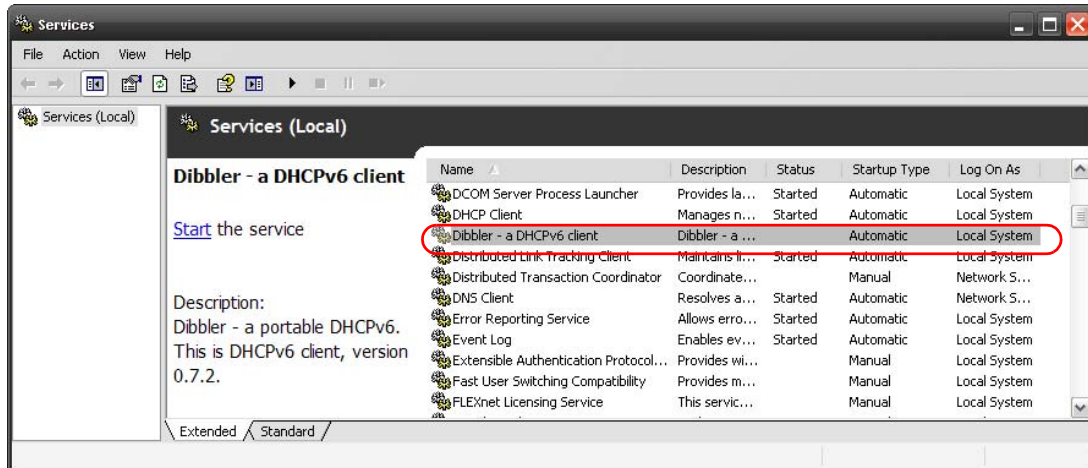 Services
File Action View Help
Services (Local)
Services (Local)
Dibbler - a DHCPv6 client
Start the service
Description:
Dibbler - a portable DHCPv6.
This is DHCPv6 client, version
0.7.2.
Name Description Status Startup Type Log On As
DCOM Server Process Launcher Provides la... Started Automatic Local System
DHCP Client Manages n... Started Automatic Local System
Dibbler - a DHCPv6 client Dibbler - a ... Automatic Local System
Distributed Link Tracking Client Maintains li... Started Automatic Local System
Distributed Transaction Coordinator Coordinate... Manual Network S...
DNS Client Resolves a... Started Automatic Network S...
Error Reporting Service Allows erro... Started Automatic Local System
Event Log Enables ev... Started Automatic Local System
Extensible Authentication Protocol... Provides wi... Manual Local System
Fast User Switching Compatibility Provides m... Manual Local System
FLEXnet Licensing Service This servic... Manual Local System
Extended Standard